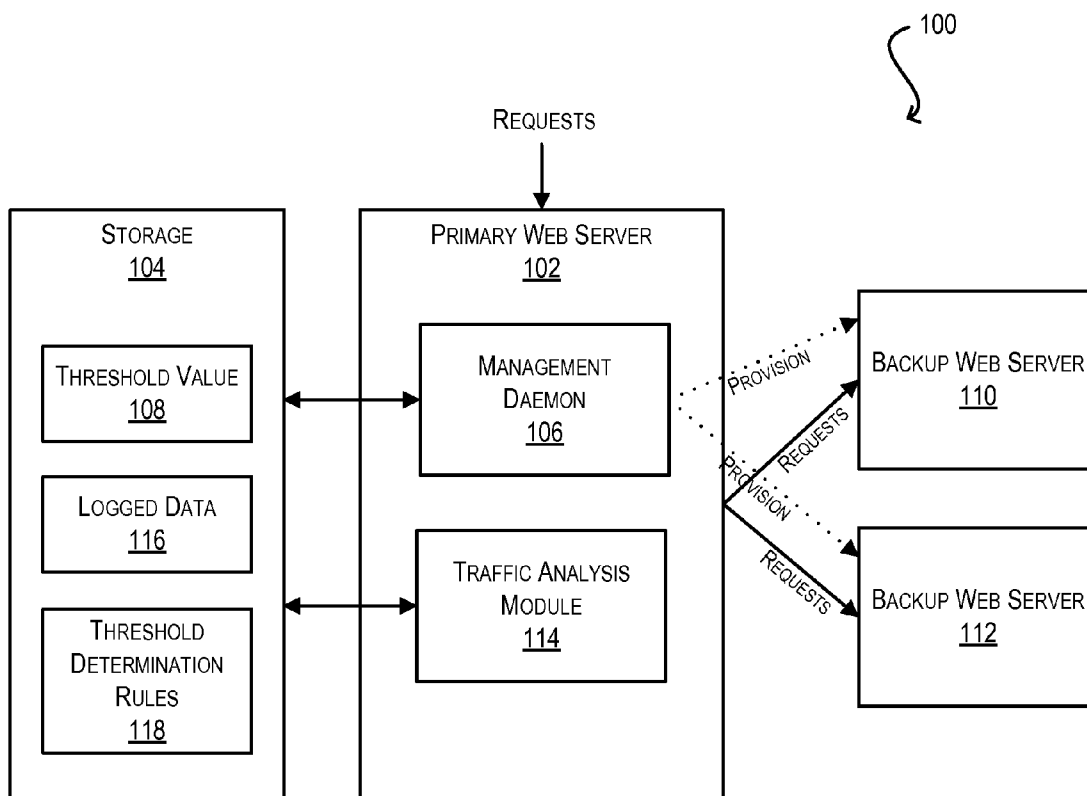 100
REQUESTS
STORAGE
104
THRESHOLD VALUE
108
LOGGED DATA
116
THRESHOLD
DETERMINATION
RULES
118
PRIMARY WEB SERVER
102
MANAGEMENT
DAEMON
106
TRAFFIC ANALYSIS
MODULE
114
PROVISION
REQUESTS
PROVISION
REQUESTS
BACKUP WEB SERVER
110
BACKUP WEB SERVER
112